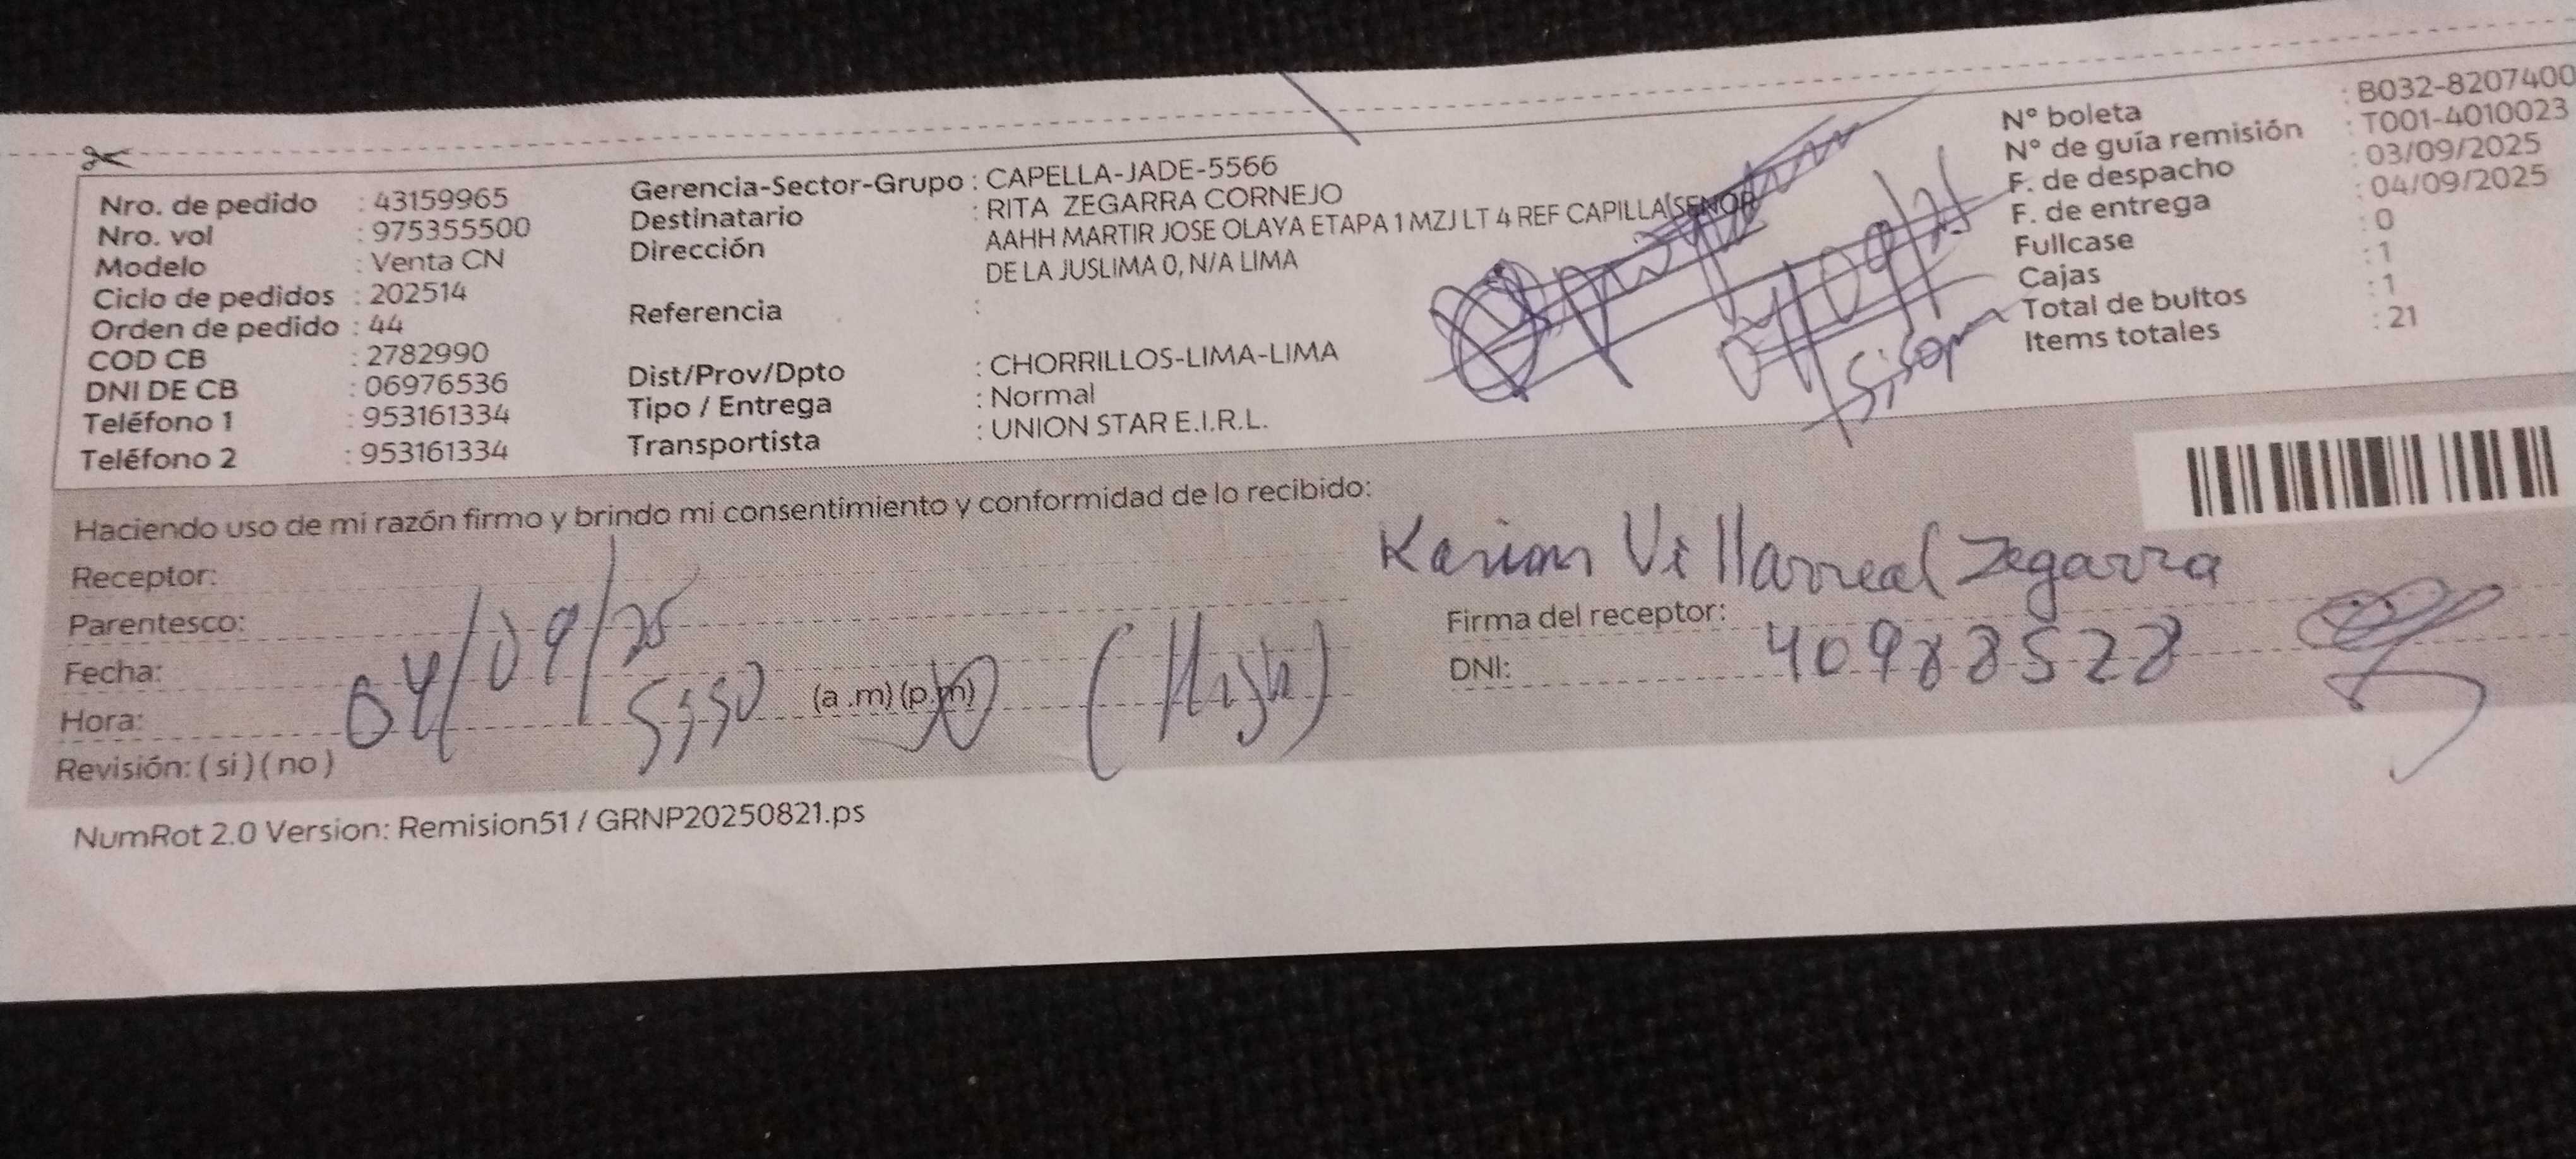 Nro. de pedido : 43159965
Nro. vol : 975355500
Modelo : Venta CN
Ciclo de pedidos : 202514
Orden de pedido : 44
COD CB : 2782990
DNI DE CB : 06976536
Teléfono 1 : 953161334
Teléfono 2 : 953161334
Gerencia-Sector-Grupo : CAPELLA-JADE-5566
Destinatario : RITA ZEGARRA CORNEJO
Dirección AAHH MARTIR JOSE OLAYA ETAPA 1 MZJ LT 4 REF CAPILLA SENOR
DE LA JUSLIMA 0, N/A LIMA
Referencia :
Dist/Prov/Dpto : CHORRILLOS-LIMA-LIMA
Tipo / Entrega : Normal
Transportista : UNION STAR E.I.R.L.
N° boleta : B032-8207400
N° de guía remisión : T001-4010023
F. de despacho : 03/09/2025
F. de entrega : 04/09/2025
Fullcase : 0
Cajas : 1
Total de bultos : 1
Items totales : 21
Haciendo uso de mi razón firmo y brindo mi consentimiento y conformidad de lo recibido:
Receptor:
Parentesco:
Fecha: 04/09/25
Hora: (a .m) (p.m)
Revisión: ( si ) ( no )
Villarreal Zegarra
Firma del receptor:
DNI: 40988528
NumRot 2.0 Version: Remision51 / GRNP20250821.ps